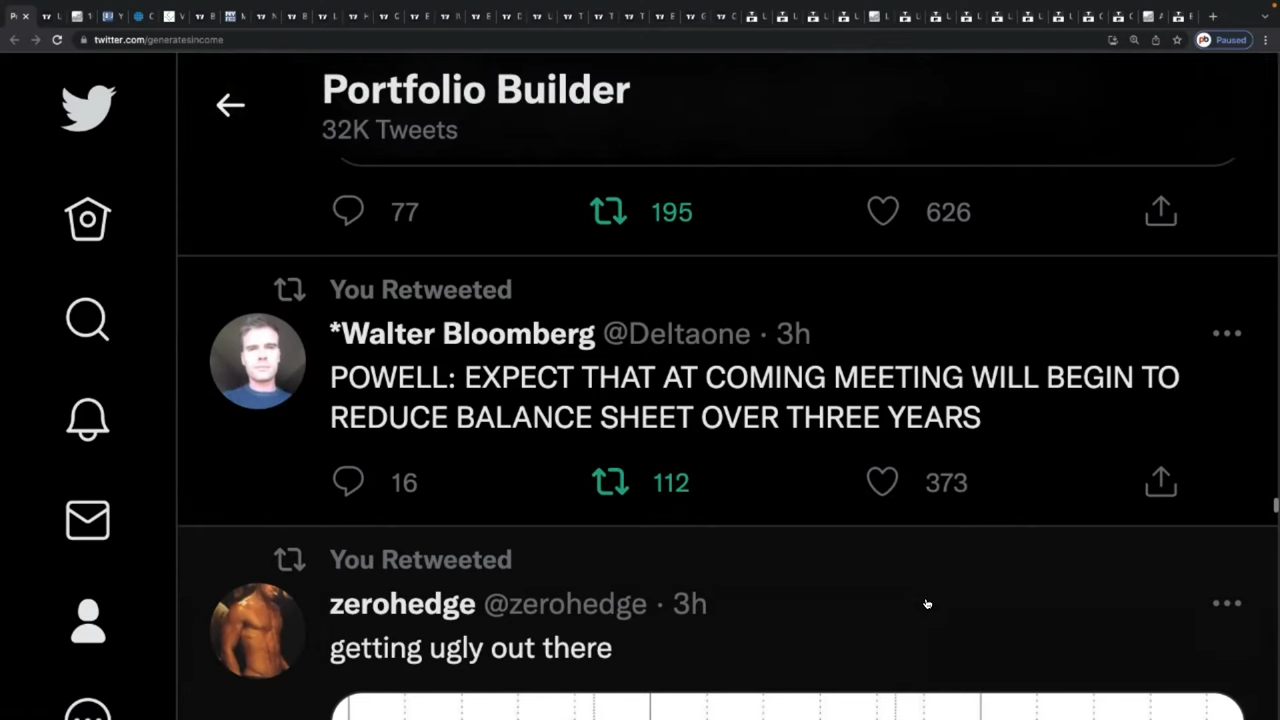 twitter.com/generatesincome
pb Paused
Portfolio Builder
32K Tweets
77 195 626
You Retweeted
*Walter Bloomberg @Deltaone · 3h
POWELL: EXPECT THAT AT COMING MEETING WILL BEGIN TO
REDUCE BALANCE SHEET OVER THREE YEARS
16 112 373
You Retweeted
zerohedge @zerohedge · 3h
getting ugly out there